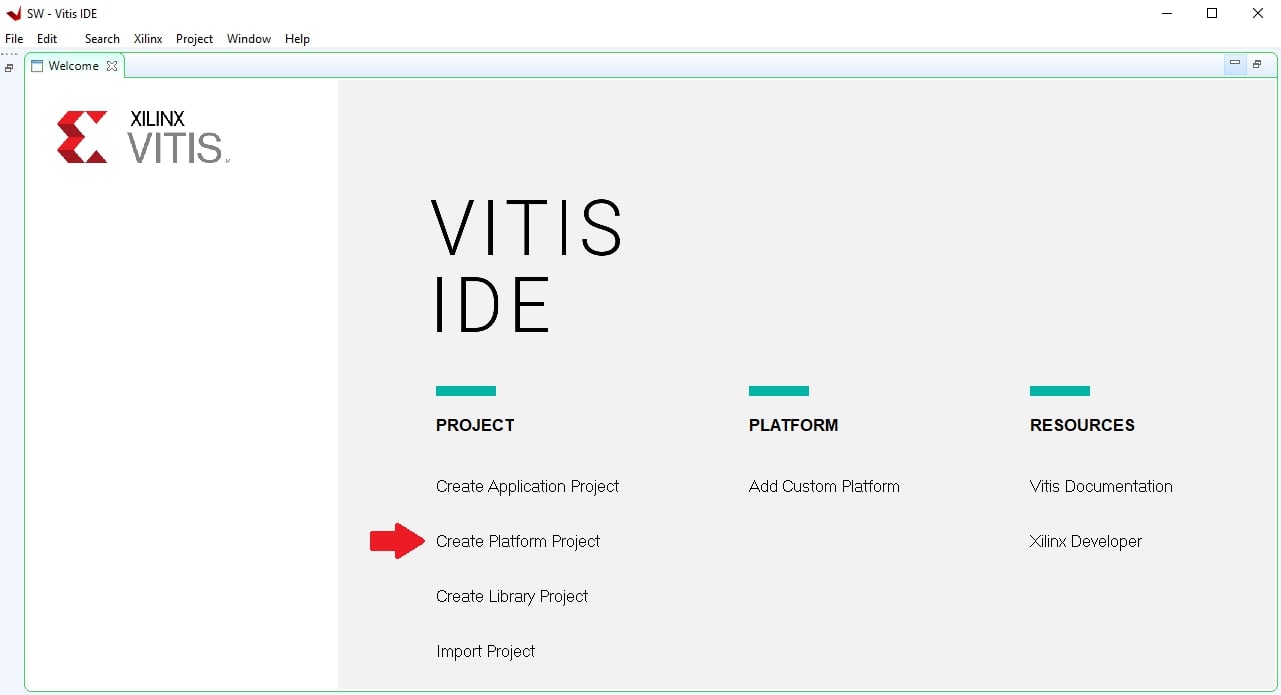 SW - Vitis IDE
File Edit Search Xilinx Project Window Help
Welcome
XILINX
VITIS
VITIS
IDE
PROJECT PLATFORM RESOURCES
Create Application Project Add Custom Platform Vitis Documentation
Create Platform Project Xilinx Developer
Create Library Project
Import Project